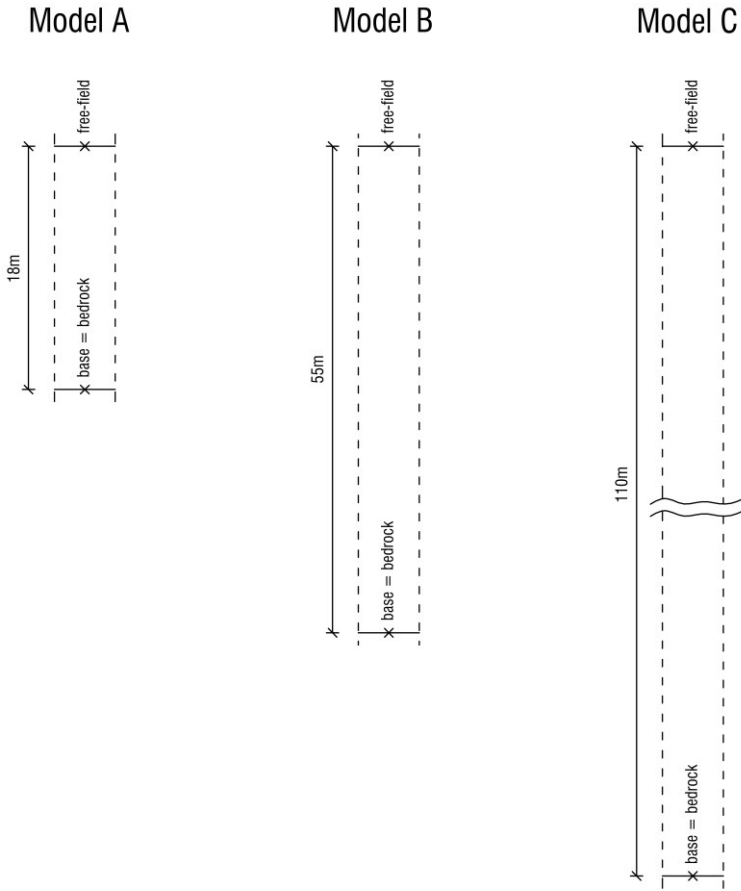 Model A
free-field
18m
base = bedrock
Model B
free-field
55m
base = bedrock
Model C
free-field
110m
base = bedrock